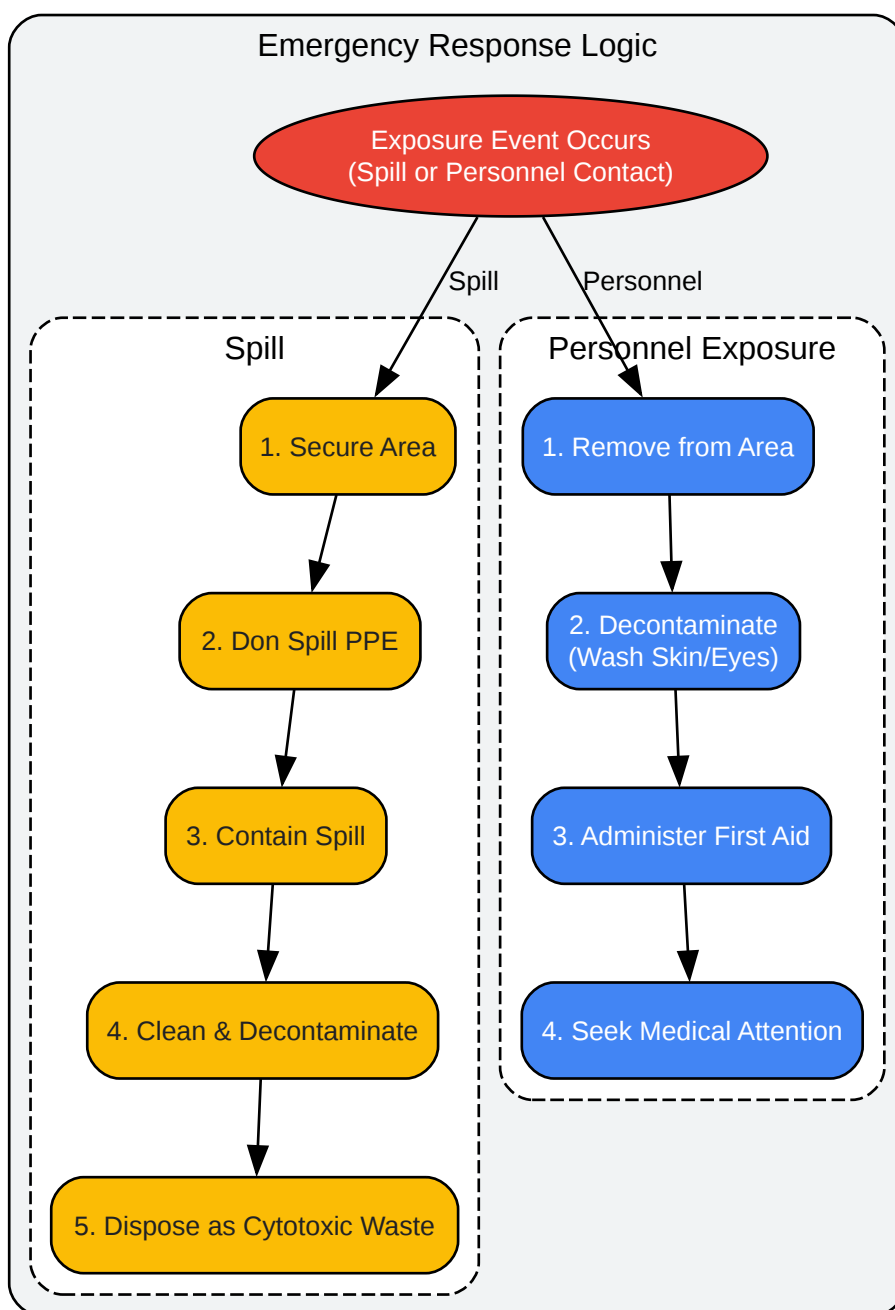 Emergency Response Logic
Exposure Event Occurs
(Spill or Personnel Contact)
Spill
Personnel
Spill
1. Secure Area
2. Don Spill PPE
3. Contain Spill
4. Clean & Decontaminate
5. Dispose as Cytotoxic Waste
Personnel Exposure
1. Remove from Area
2. Decontaminate
(Wash Skin/Eyes)
3. Administer First Aid
4. Seek Medical Attention